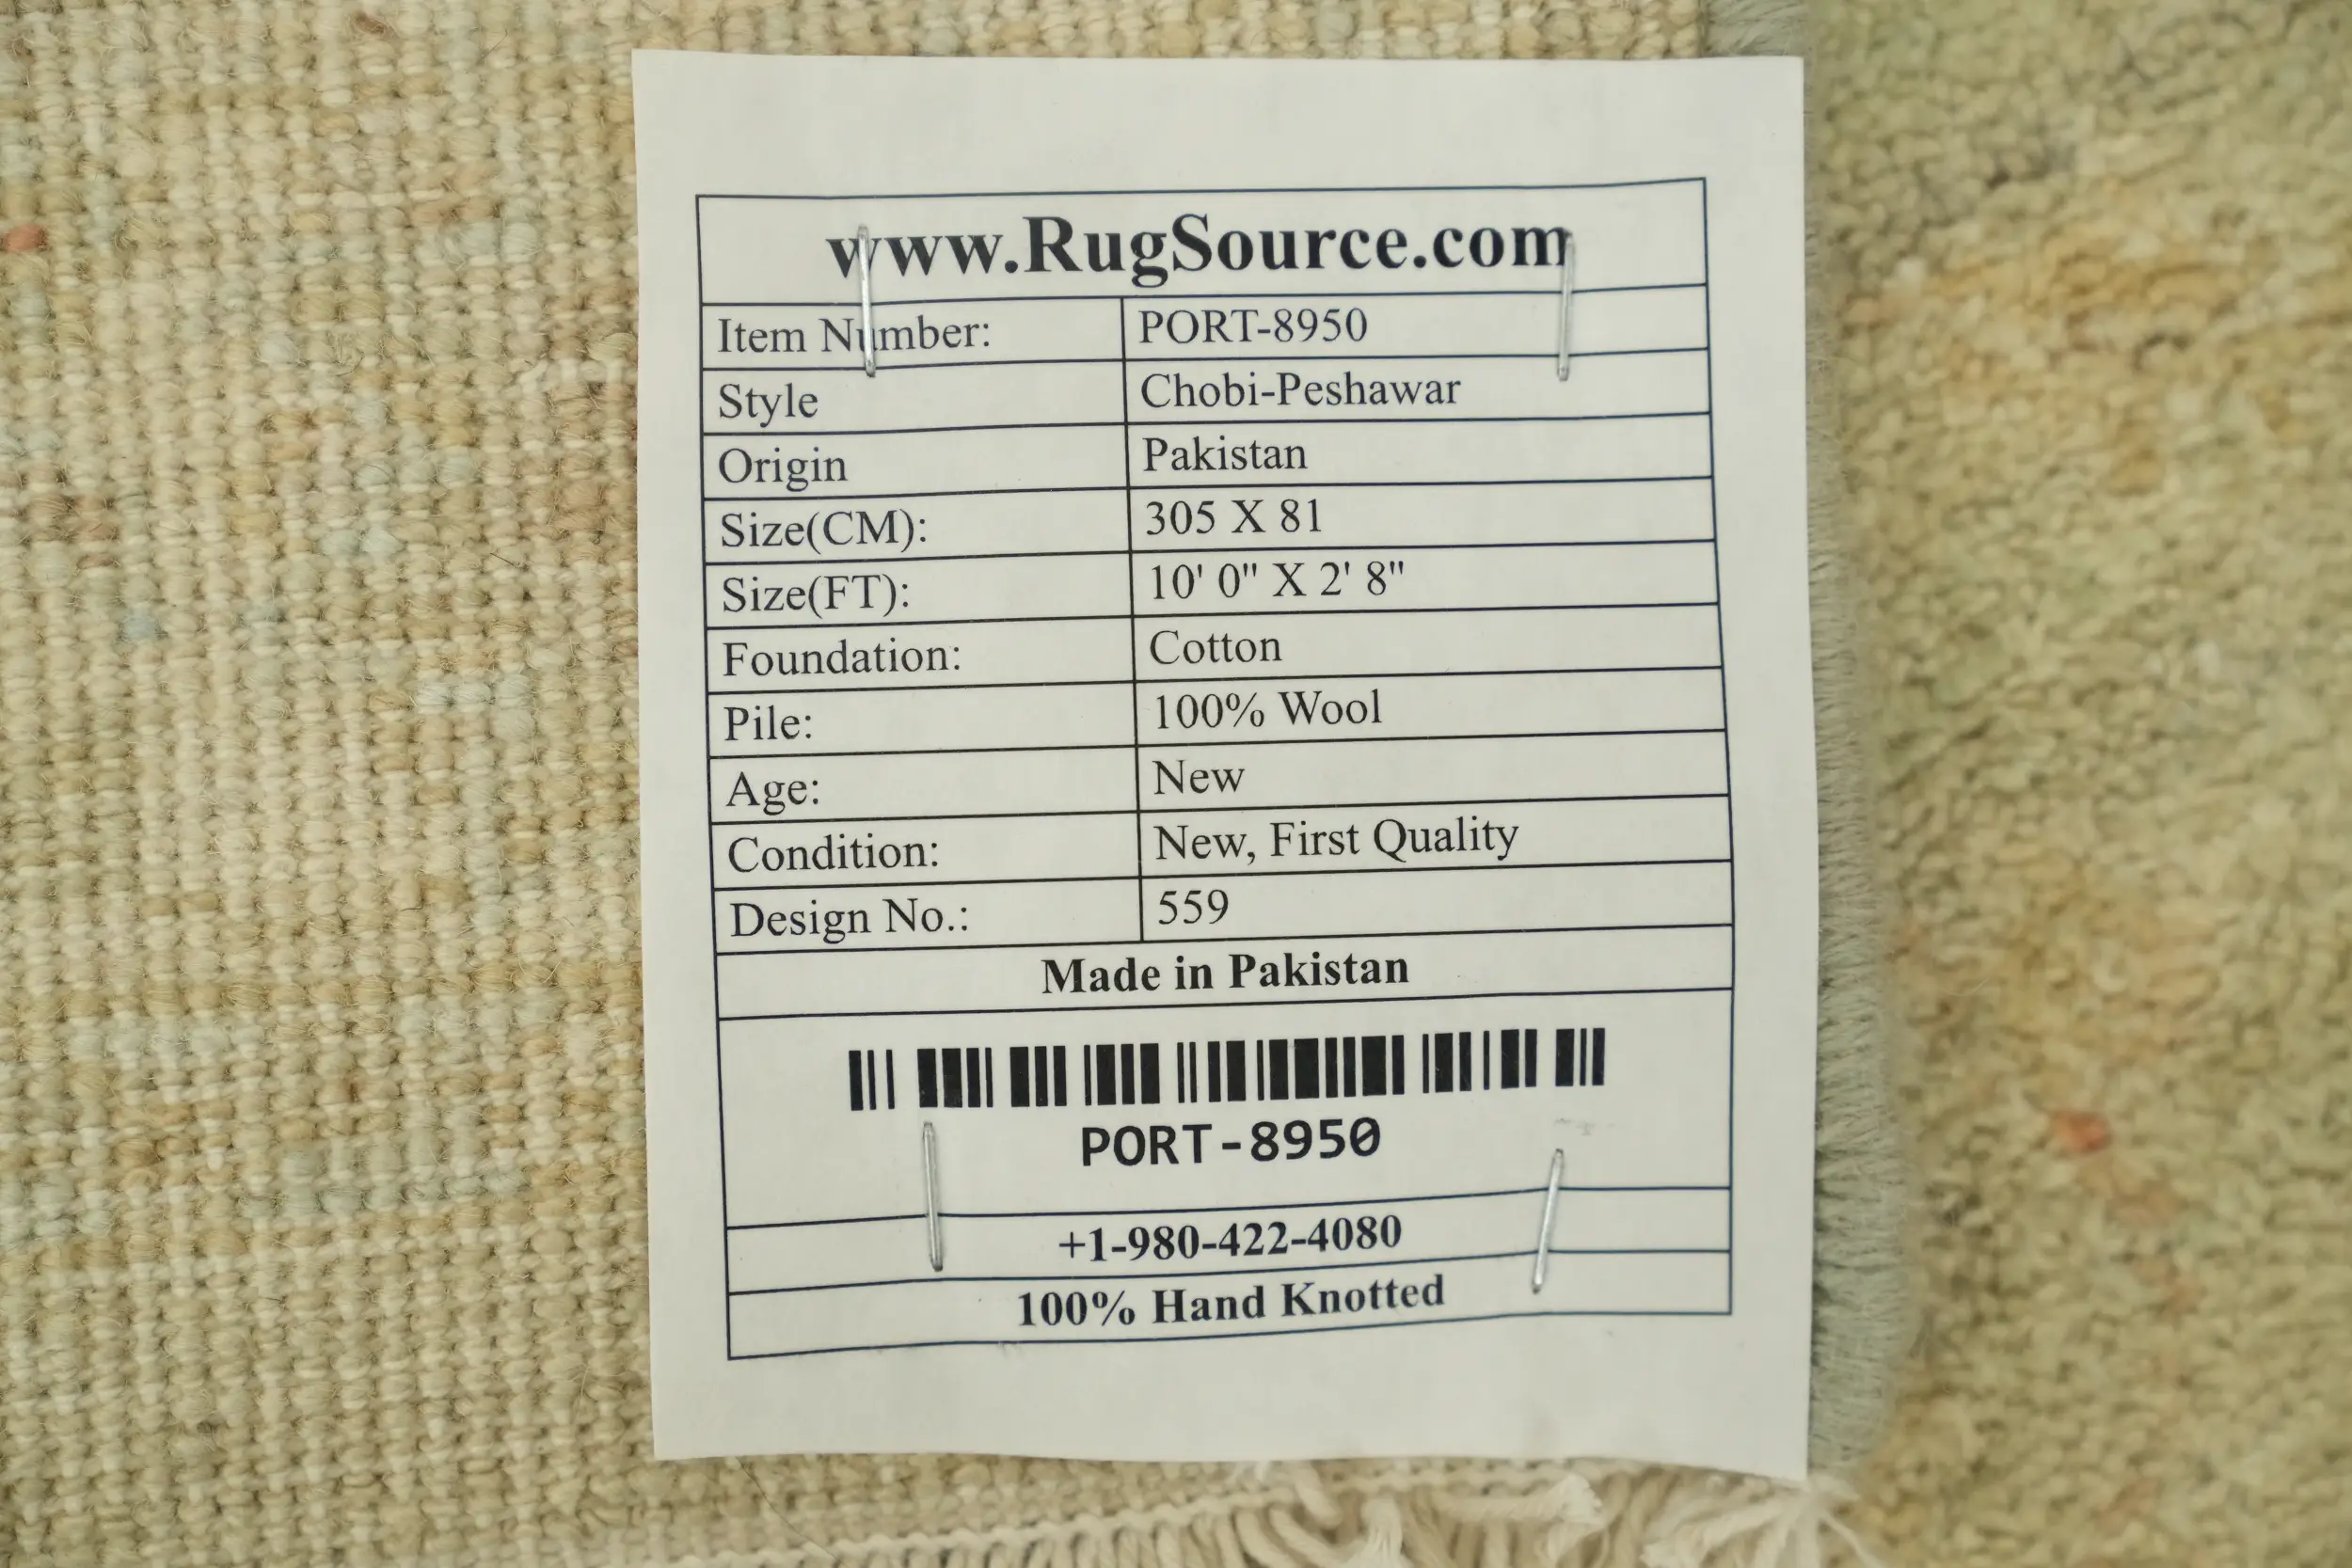 www.RugSource.com
Item Number: PORT-8950
Style Chobi-Peshawar
Origin Pakistan
Size(CM): 305 X 81
Size(FT): 10' 0" X 2' 8"
Foundation: Cotton
Pile: 100% Wool
Age: New
Condition: New, First Quality
Design No.: 559
Made in Pakistan
PORT-8950
+1-980-422-4080
100% Hand Knotted